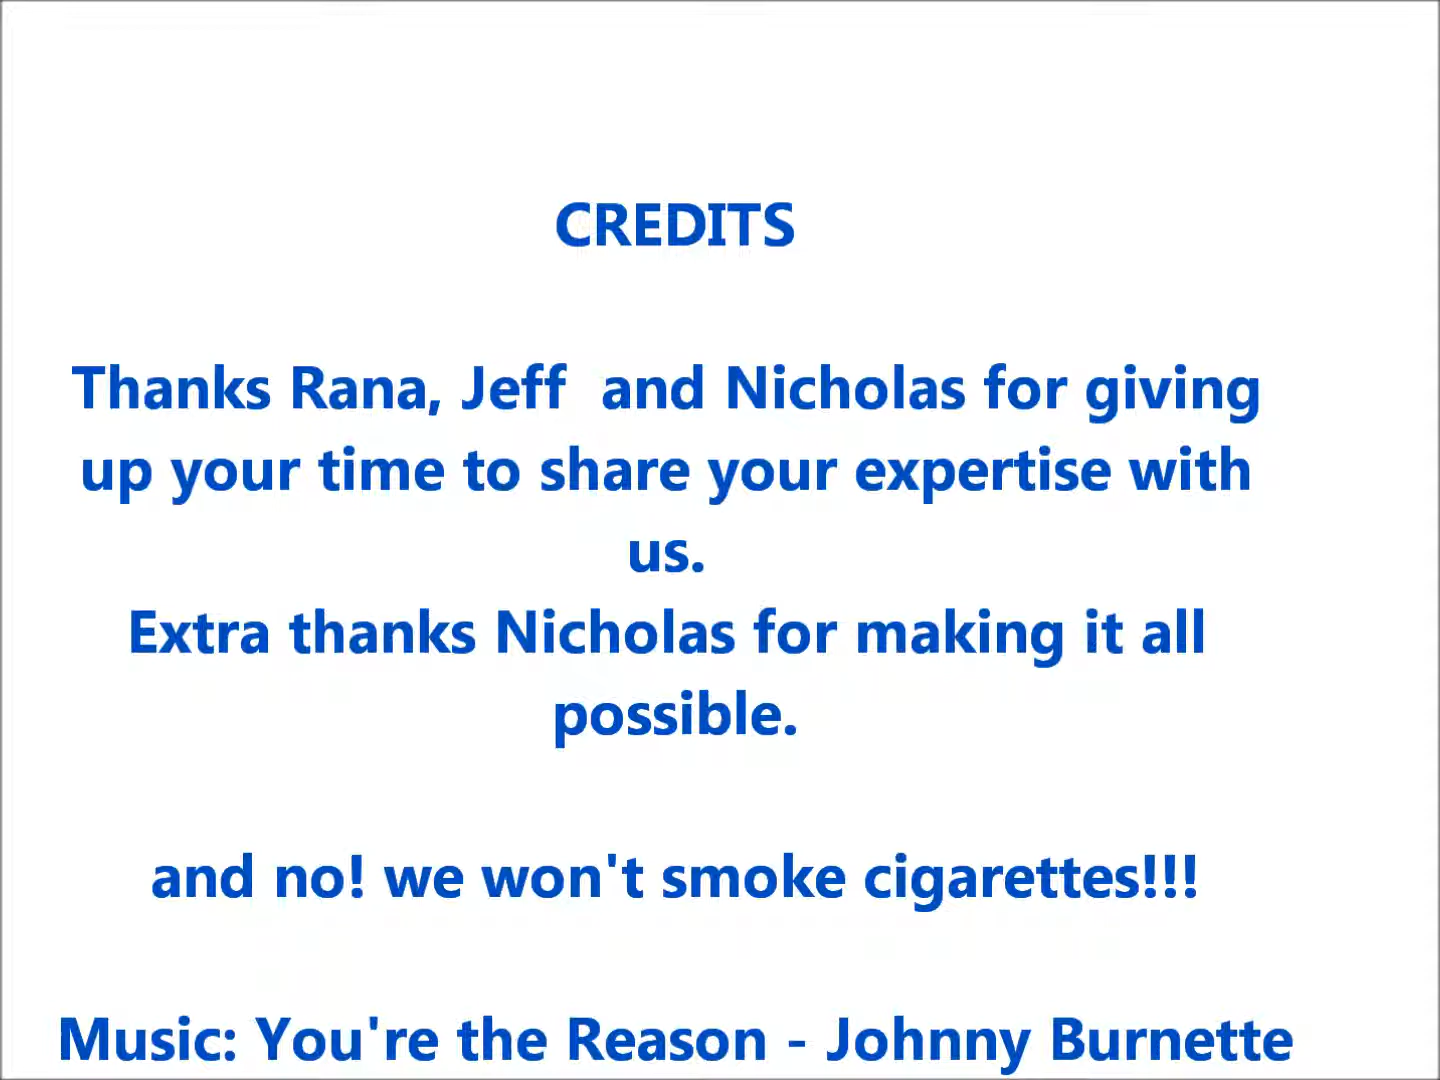 CREDITS
Thanks Rana, Jeff  and Nicholas for giving
up your time to share your expertise with
us.
Extra thanks Nicholas for making it all
possible.
and no! we won't smoke cigarettes!!!
Music: You're the Reason - Johnny Burnette